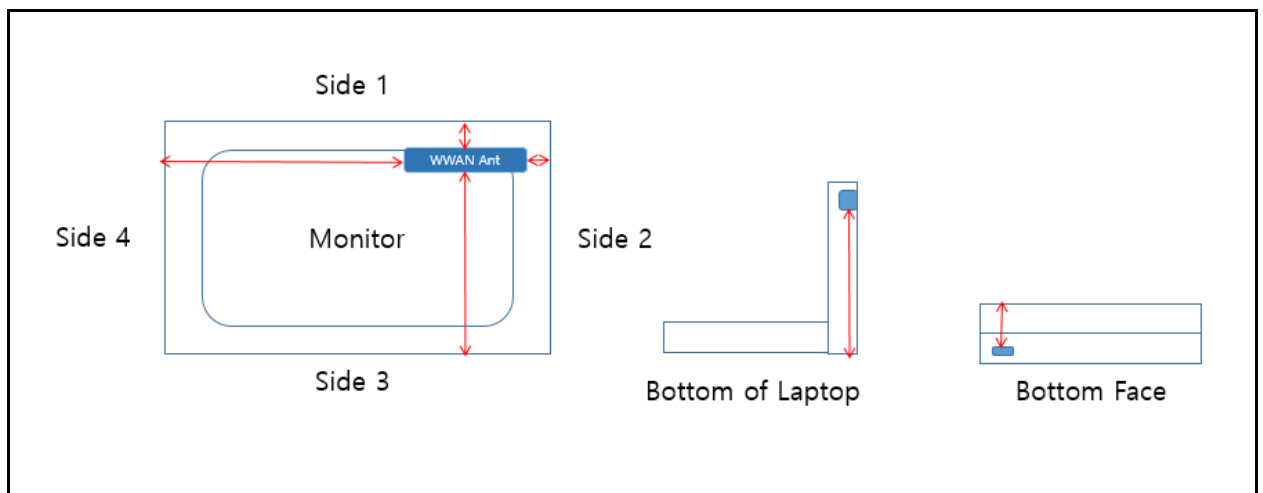 Side 1
WWAN Ant
Side 4
Monitor
Side 2
Side 3
Bottom of Laptop
Bottom Face